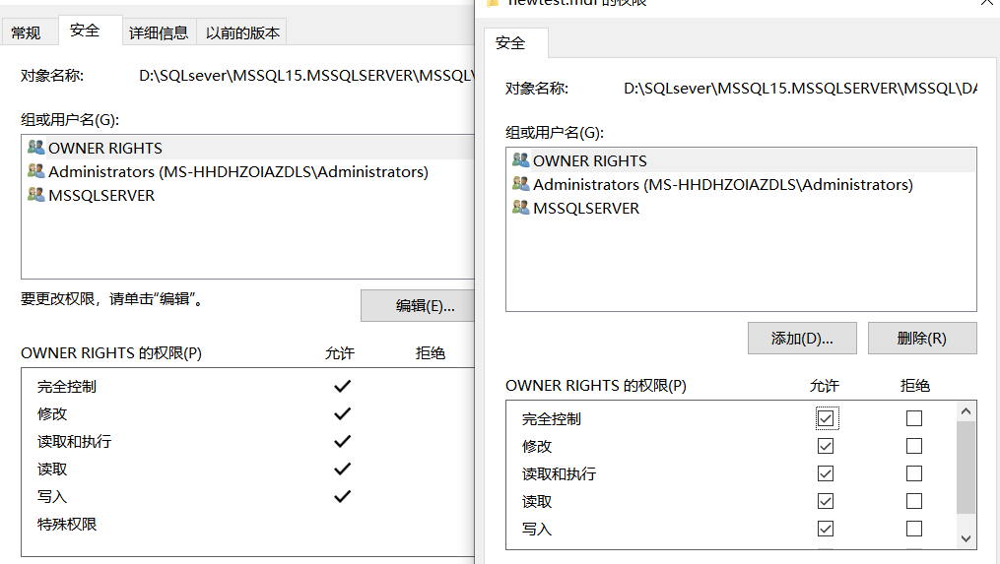 常规
安全
详细信息
以前的版本
对象名称:
D:\SQLsever\MSSQL15.MSSQLSERVER\MSSQL\
组或用户名(G):
OWNER RIGHTS
Administrators (MS-HHDHZOIAZDLS\Administrators)
MSSQLSERVER
要更改权限，请单击“编辑”。
编辑(E)...
OWNER RIGHTS 的权限(P)
允许
拒绝
完全控制
修改
读取和执行
读取
写入
特殊权限
newtest.mdf 的权限
安全
对象名称:
D:\SQLsever\MSSQL15.MSSQLSERVER\MSSQL\DA
组或用户名(G):
OWNER RIGHTS
Administrators (MS-HHDHZOIAZDLS\Administrators)
MSSQLSERVER
添加(D)...
删除(R)
OWNER RIGHTS 的权限(P)
允许
拒绝
完全控制
修改
读取和执行
读取
写入